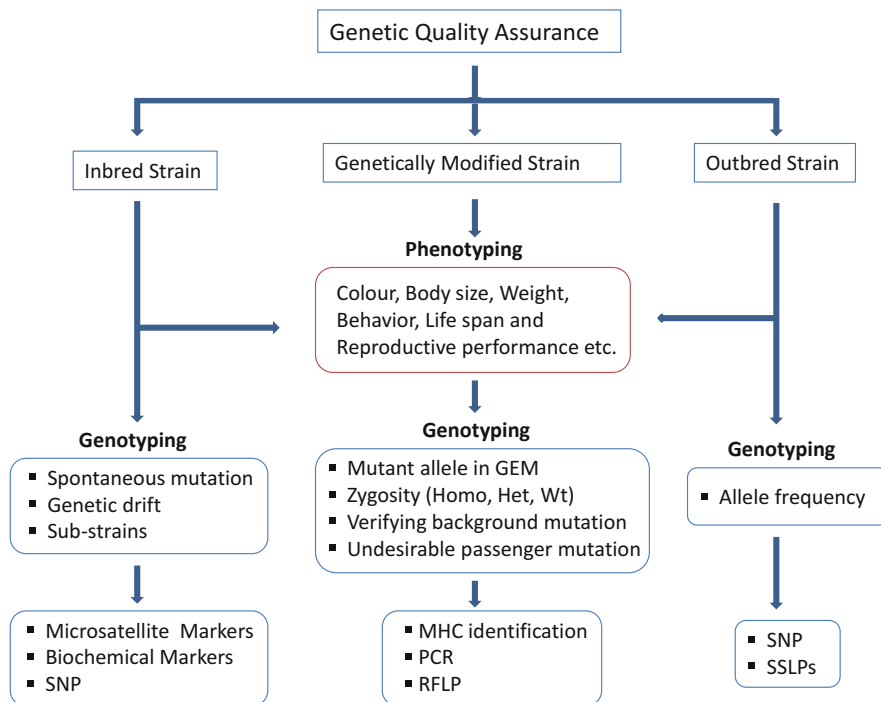 Genetic Quality Assurance
Inbred Strain
Genetically Modified Strain
Outbred Strain
Phenotyping
Colour, Body size, Weight,
Behavior, Life span and
Reproductive performance etc.
Genotyping
▪ Spontaneous mutation
▪ Genetic drift
▪ Sub-strains
Genotyping
▪ Mutant allele in GEM
▪ Zygosity (Homo, Het, Wt)
▪ Verifying background mutation
▪ Undesirable passenger mutation
Genotyping
▪ Allele frequency
▪ Microsatellite Markers
▪ Biochemical Markers
▪ SNP
▪ MHC identification
▪ PCR
▪ RFLP
▪ SNP
▪ SSLPs